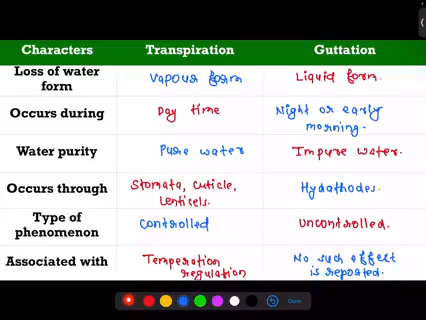 Characters Transpiration Guttation
Loss of water form Vapour form Liquid form.
Occurs during Day time Night or early morning.
Water purity Pure water Impure water.
Occurs through Stomata, cuticle, lenticels. Hydathodes.
Type of phenomenon Controlled Uncontrolled.
Associated with Temperation regulation No such effect is reported.
Done